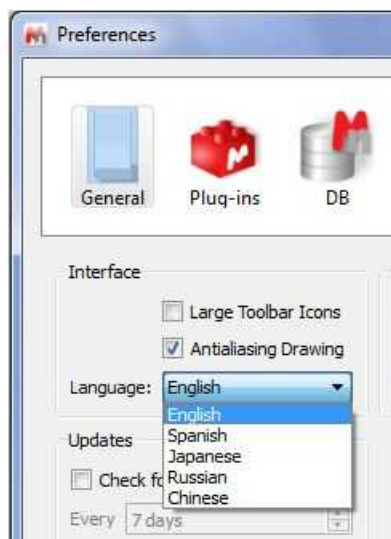 Preferences
General Plug-ins DB
Interface
Large Toolbar Icons
Antialiasing Drawing
Language: English
English
Spanish
Updates
Japanese
Check fo
Russian
Chinese
Every 7 days